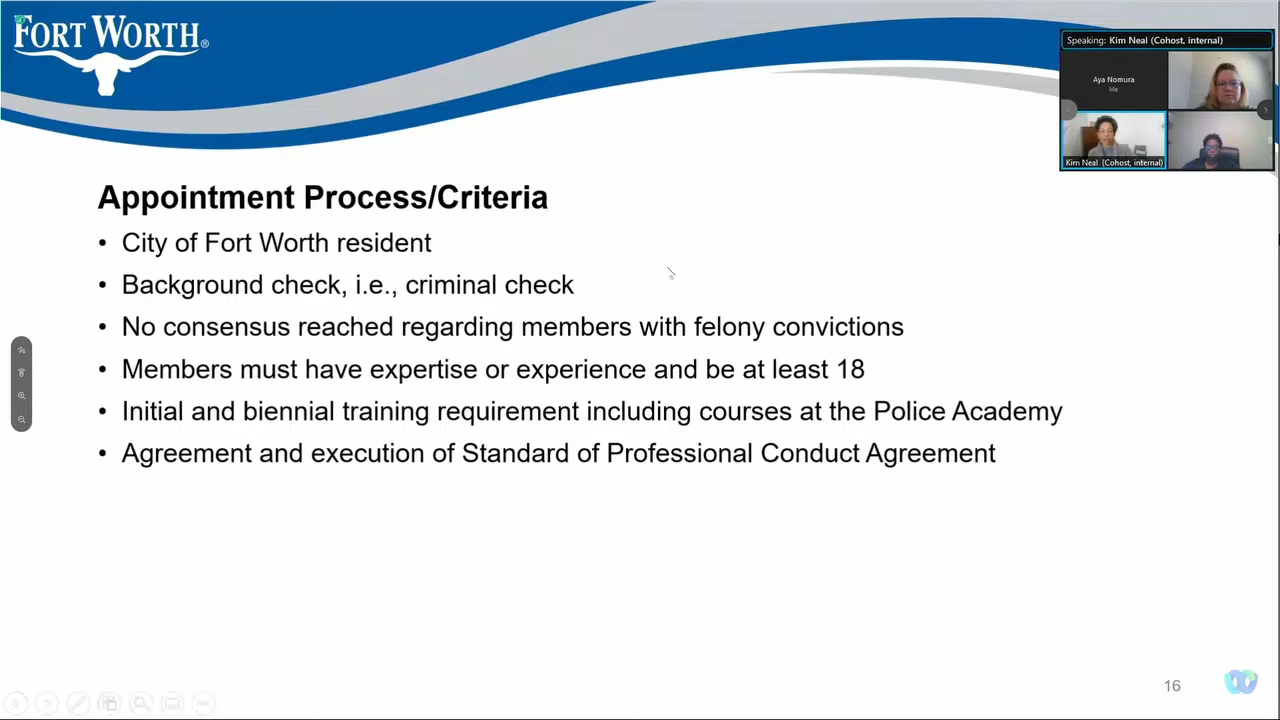 FORT WORTH®
Speaking: Kim Neal (Cohost, internal)
Aya Nomura
Me
Kim Neal (Cohost, internal)
Appointment Process/Criteria
• City of Fort Worth resident
• Background check, i.e., criminal check
• No consensus reached regarding members with felony convictions
• Members must have expertise or experience and be at least 18
• Initial and biennial training requirement including courses at the Police Academy
• Agreement and execution of Standard of Professional Conduct Agreement
16